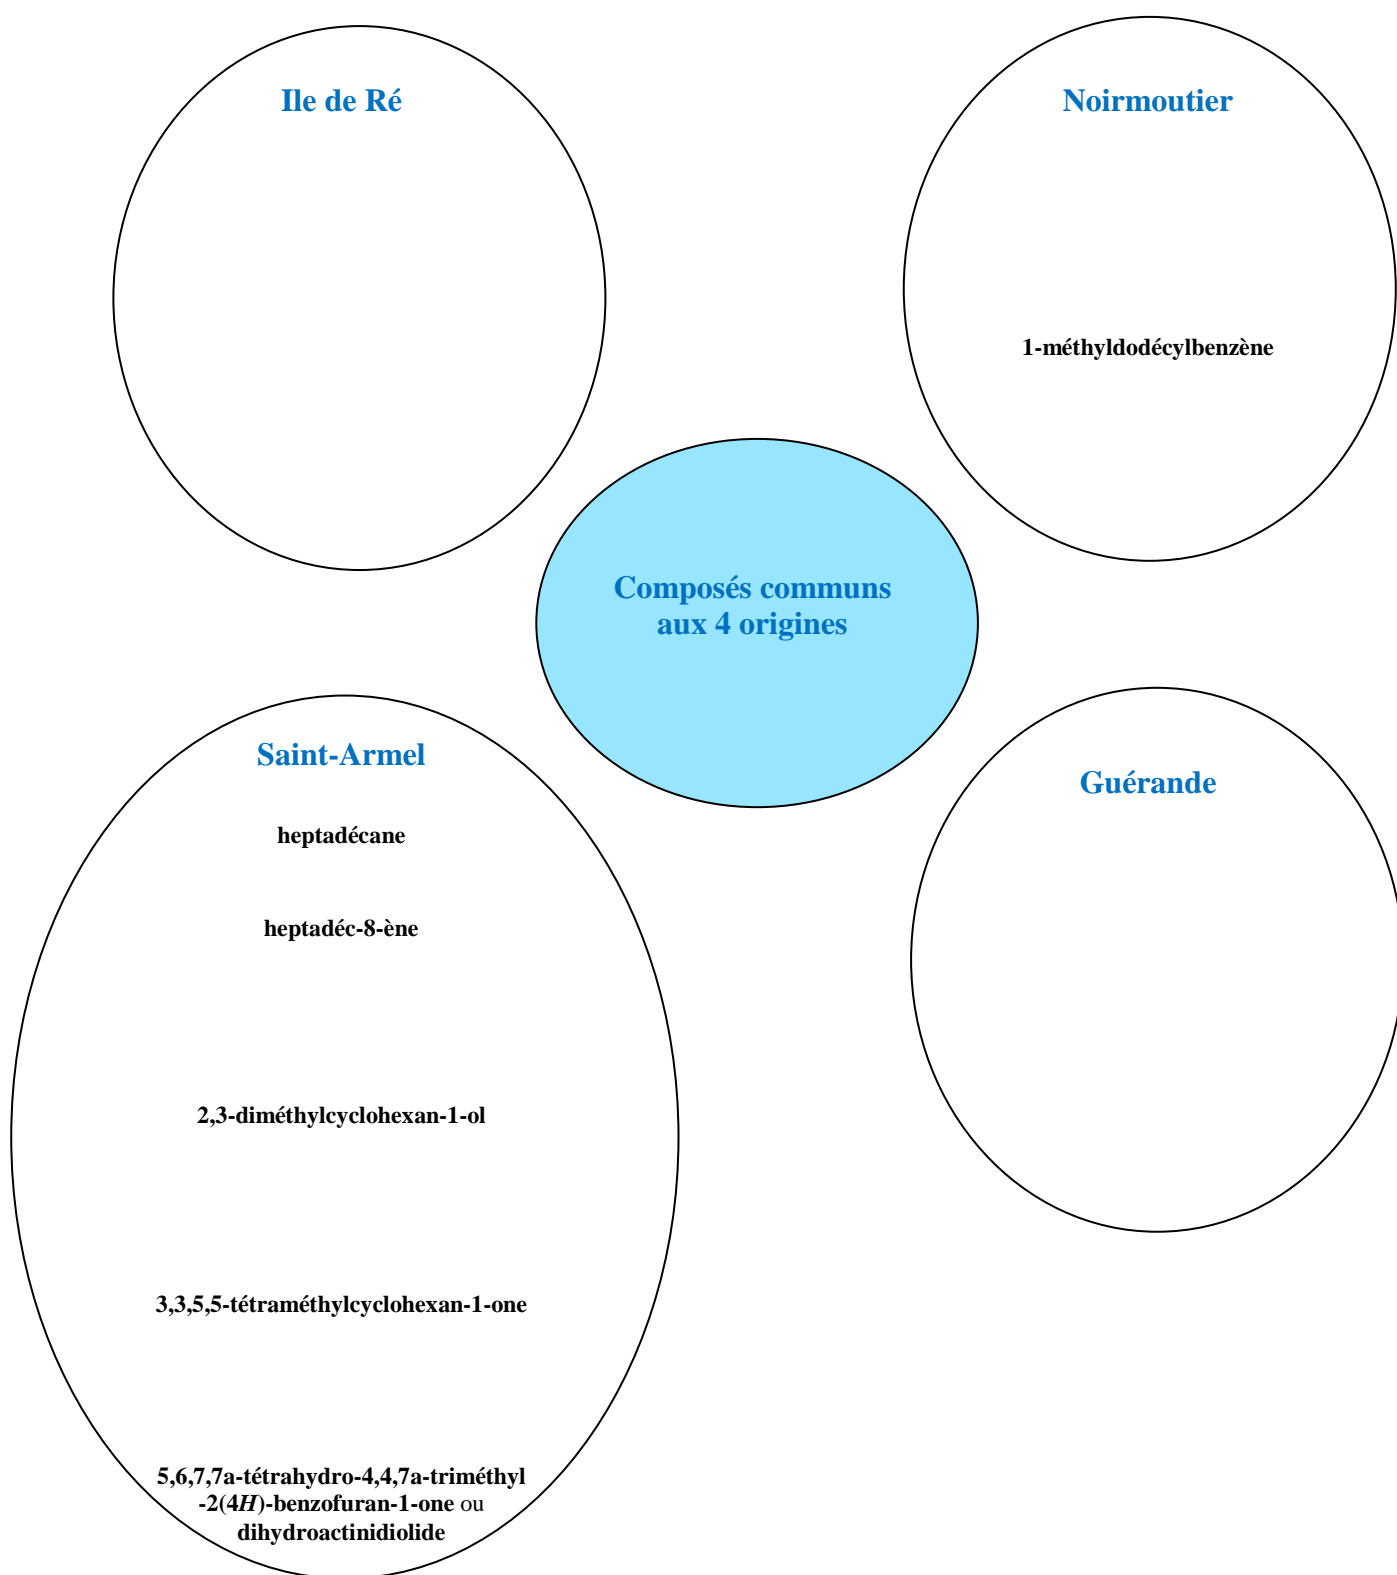 Ile de Ré
Noirmoutier
1-méthyldodécylbenzène
Composés communs
aux 4 origines
Saint-Armel
heptadécane
heptadéc-8-ène
2,3-diméthylcyclohexan-1-ol
3,3,5,5-tétraméthylcyclohexan-1-one
5,6,7,7a-tétrahydro-4,4,7a-triméthyl
-2(4H)-benzofuran-1-one ou
dihydroactinidiolide
Guérande